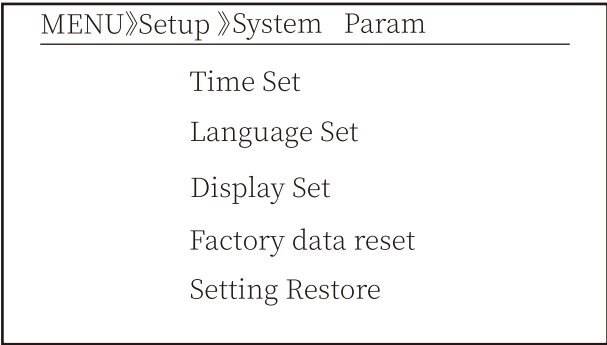 MENU》Setup 》System Param
Time Set
Language Set
Display Set
Factory data reset
Setting Restore